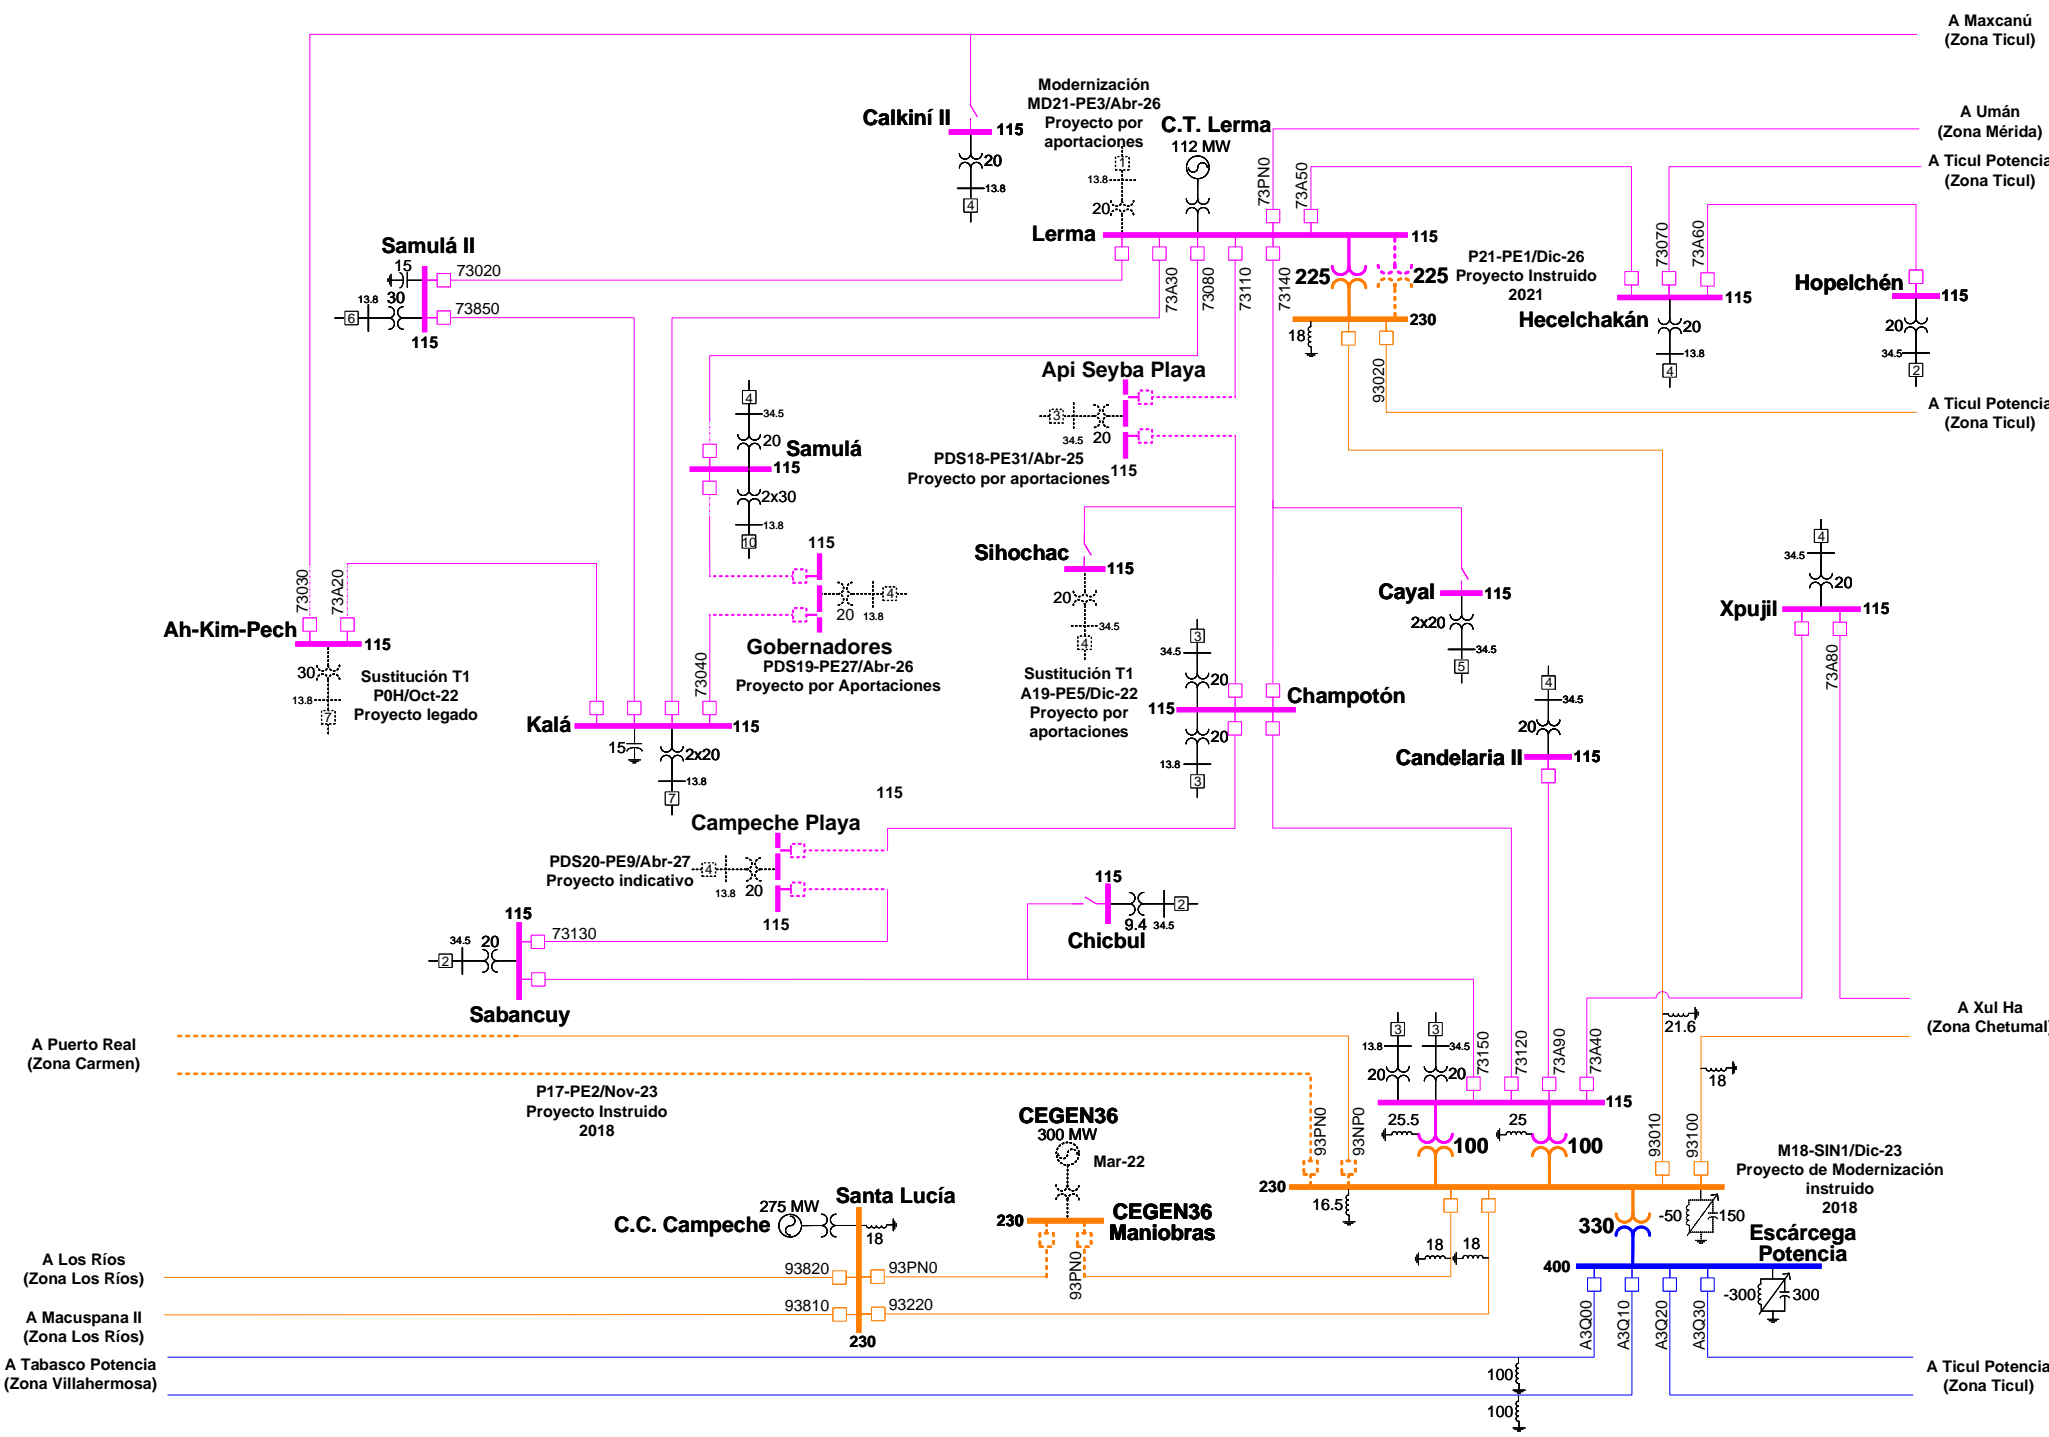 A Maxcanú
(Zona Ticul)
Modernización
MD21-PE3/Abr-26
Proyecto por
aportaciones
Calkiní II
115
20
13.8
4
1
13.8
20
C.T. Lerma
112 MW
73PN0
73A50
A Umán
(Zona Mérida)
A Ticul Potencia
(Zona Ticul)
Lerma
115
Samulá II
15
73020
13.8
30
6
73850
115
73A30
73080
73110
73140
225
225
230
18
93020
P21-PE1/Dic-26
Proyecto Instruido
2021
73070
73A60
115
Hecelchakán
20
13.8
4
Hopelchén
115
20
34.5
2
A Ticul Potencia
(Zona Ticul)
Api Seyba Playa
3
34.5
20
PDS18-PE31/Abr-25
Proyecto por aportaciones
115
4
34.5
20
Samulá
115
2x30
13.8
10
115
4
20
13.8
Gobernadores
PDS19-PE27/Abr-26
Proyecto por Aportaciones
Sihochac
115
20
34.5
4
Sustitución T1
A19-PE5/Dic-22
Proyecto por
aportaciones
Cayal
115
2x20
34.5
5
4
34.5
20
Xpujil
115
73A80
73030
73A20
Ah-Kim-Pech
115
30
13.8
7
Sustitución T1
P0H/Oct-22
Proyecto legado
73040
Kalá
115
15
2x20
13.8
7
3
34.5
20
Champotón
115
20
13.8
3
4
34.5
20
Candelaria II
115
115
Campeche Playa
PDS20-PE9/Abr-27
Proyecto indicativo
4
13.8
20
115
115
34.5
20
2
73130
Sabancuy
115
2
9.4
34.5
Chicbul
A Puerto Real
(Zona Carmen)
P17-PE2/Nov-23
Proyecto Instruido
2018
A Xul Ha
(Zona Chetumal)
21.6
18
3
3
13.8
34.5
20
20
73150
73120
73A90
73A40
115
25.5
25
100
100
93PN0
93NP0
93010
93100
230
16.5
M18-SIN1/Dic-23
Proyecto de Modernización
instruido
2018
-50
150
330
Escárcega
Potencia
400
-300
300
A3Q00
A3Q10
A3Q20
A3Q30
CEGEN36
300 MW
Mar-22
230
CEGEN36
Maniobras
93PN0
18
18
Santa Lucía
275 MW
C.C. Campeche
18
93820
93PN0
93810
93220
230
A Los Ríos
(Zona Los Ríos)
A Macuspana II
(Zona Los Ríos)
A Tabasco Potencia
(Zona Villahermosa)
100
100
A Ticul Potencia
(Zona Ticul)